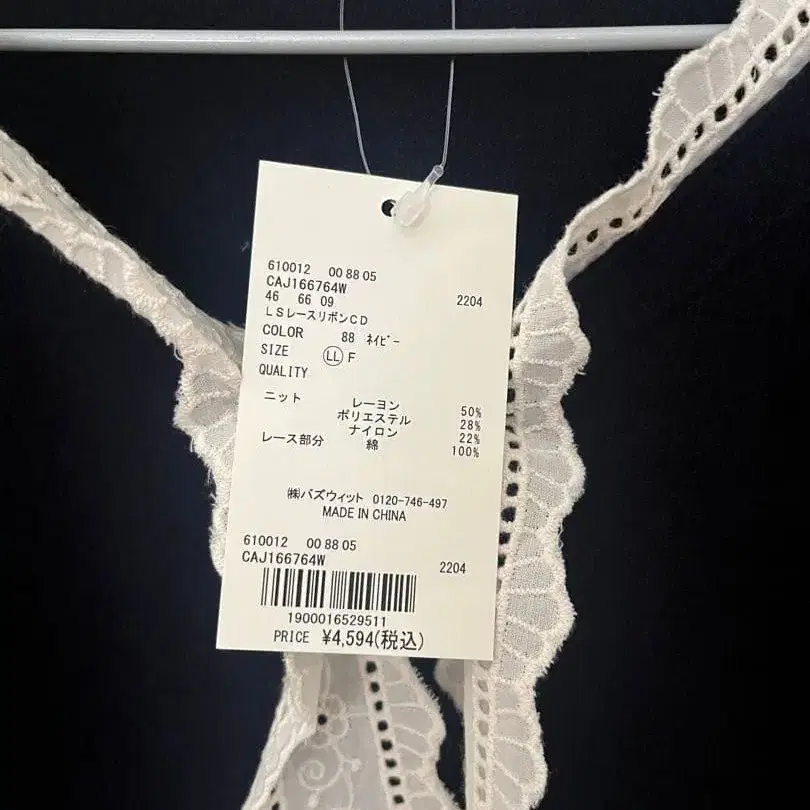 610012 00 88 05
CAJ166764W
46 66 09 2204
LSレースリボンCD
COLOR 88 ネイビー
SIZE LL F
QUALITY
ニット レーヨン 50%
ポリエステル 28%
ナイロン 22%
レース部分 綿 100%
㈱バズウィット 0120-746-497
MADE IN CHINA
610012 00 88 05
CAJ166764W 2204
1900016529511
PRICE ¥4,594(税込)